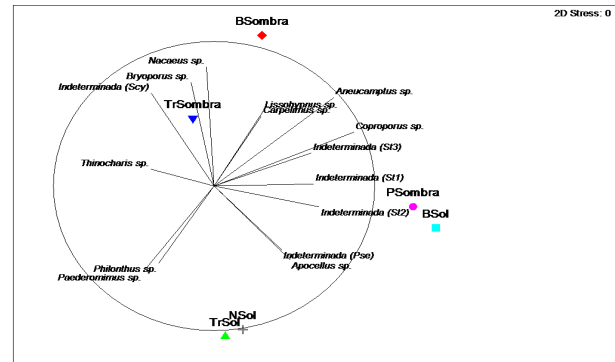 2D Stress: 0
BSombra
Nacaeus sp.
Bryoporus sp.
Indeterminada (Scy)
Aneucamptus sp.
Lissohypnus sp.
Carpelimus sp.
TrSombra
Coproporus sp.
Indeterminada (St3)
Thinocharis sp.
Indeterminada (St1)
PSombra
Indeterminada (St2)
BSol
Indeterminada (Pse)
Apocellus sp.
Philonthus sp.
Paederomimus sp.
NSol
TrSol